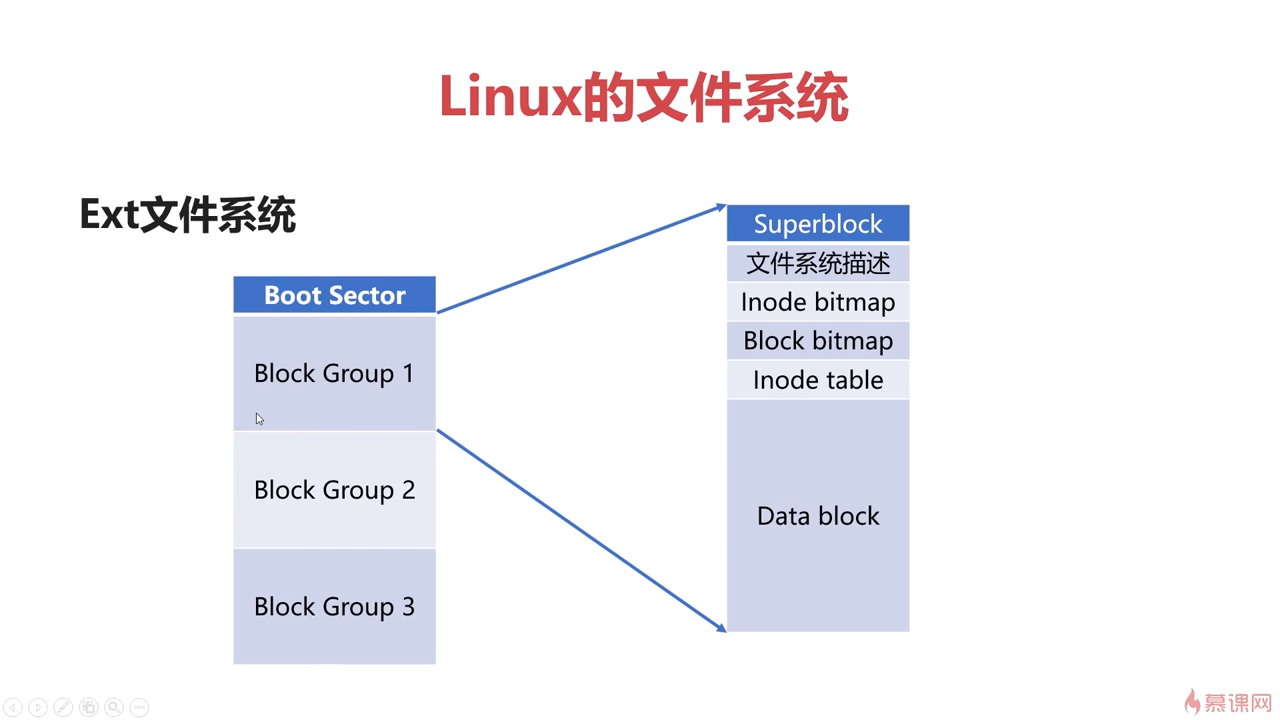 Linux的文件系统
Ext文件系统
Boot Sector
Block Group 1
Block Group 2
Block Group 3
Superblock
文件系统描述
Inode bitmap
Block bitmap
Inode table
Data block
慕课网